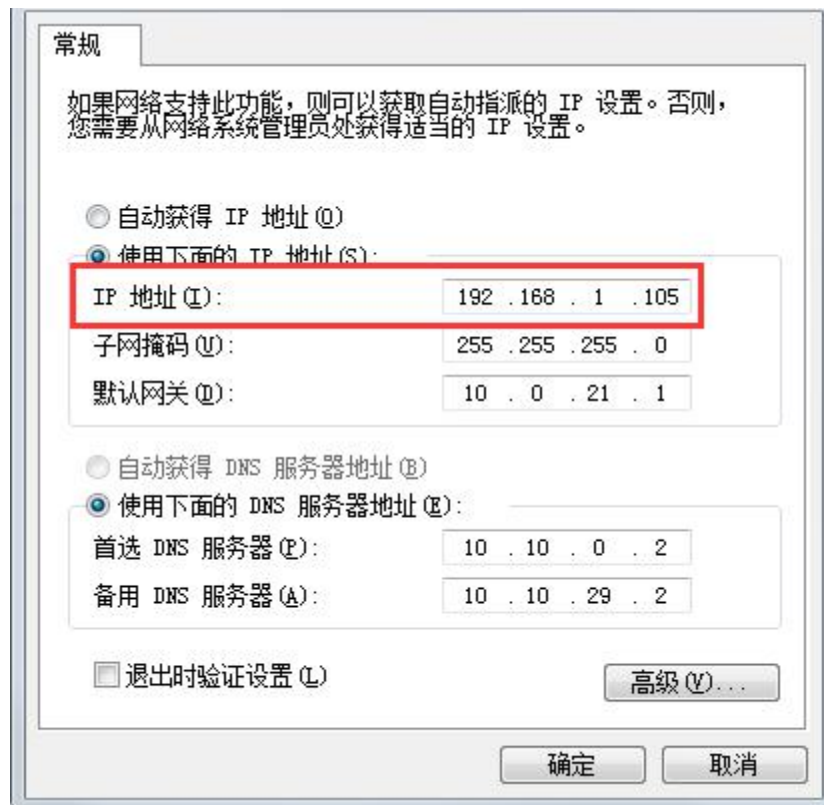 常规
如果网络支持此功能，则可以获取自动指派的 IP 设置。否则，
您需要从网络系统管理员处获得适当的 IP 设置。
自动获得 IP 地址(O)
使用下面的 IP 地址(S):
IP 地址(I): 192 .168 . 1 .105
子网掩码(U): 255 .255 .255 . 0
默认网关(D): 10 . 0 .21 . 1
自动获得 DNS 服务器地址(B)
使用下面的 DNS 服务器地址(E):
首选 DNS 服务器(P): 10 . 10 . 0 . 2
备用 DNS 服务器(A): 10 . 10 . 29 . 2
退出时验证设置(L)
高级(V)...
确定 取消